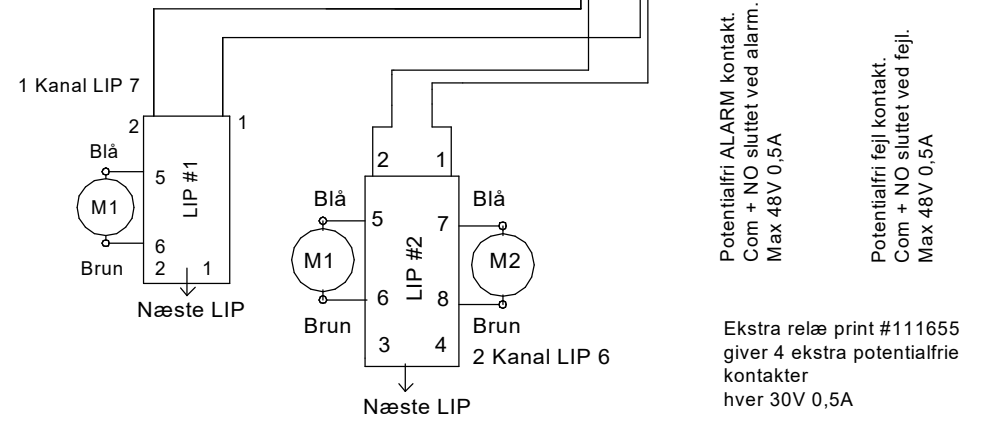 1 Kanal LIP 7
2
1
Blå
5
M1
LIP #1
6
Brun
2
1
Næste LIP
2
1
Blå
5
7
Blå
M1
LIP #2
M2
6
8
Brun
Brun
3
4
2 Kanal LIP 6
Næste LIP
Potentialfri ALARM kontakt.
Com + NO sluttet ved alarm.
Max 48V 0,5A
Potentialfri fejl kontakt.
Com + NO sluttet ved fejl.
Max 48V 0,5A
Ekstra relæ print #111655
giver 4 ekstra potentialfrie
kontakter
hver 30V 0,5A